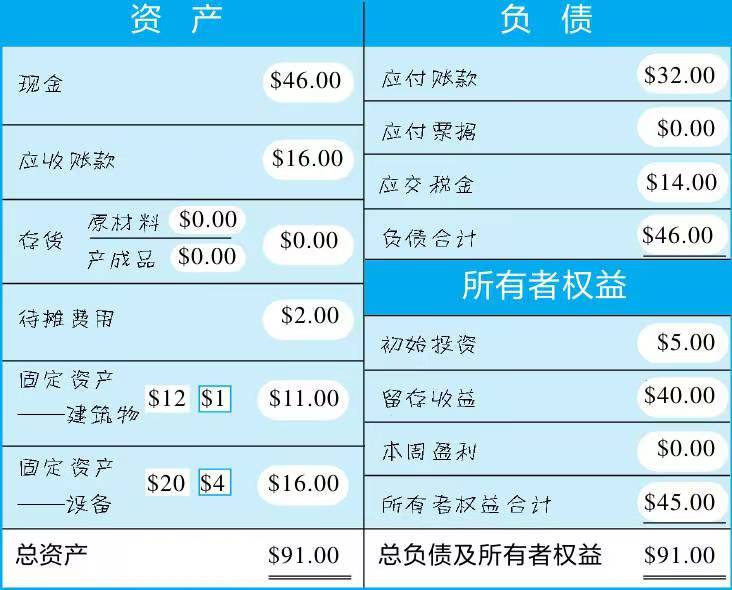 资 产
现金 $46.00
应收账款 $16.00
存货 原材料 $0.00 $0.00
产成品 $0.00
待摊费用 $2.00
固定资产
——建筑物 $12 $1 $11.00
固定资产
——设备 $20 $4 $16.00
总资产 $91.00
负 债
应付账款 $32.00
应付票据 $0.00
应交税金 $14.00
负债合计 $46.00
所有者权益
初始投资 $5.00
留存收益 $40.00
本周盈利 $0.00
所有者权益合计 $45.00
总负债及所有者权益 $91.00